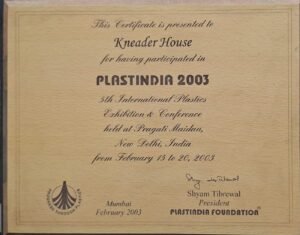 This Certificate is presented to
Kneader House
for having participated in
PLASTINDIA 2003
5th International Plastics
Exhibition & Conference
held at Pragati Maidan,
New Delhi, India
from February 15 to 20, 2003
Mumbai
February 2003
Shyam Tibrewal
President
PLASTINDIA FOUNDATION®